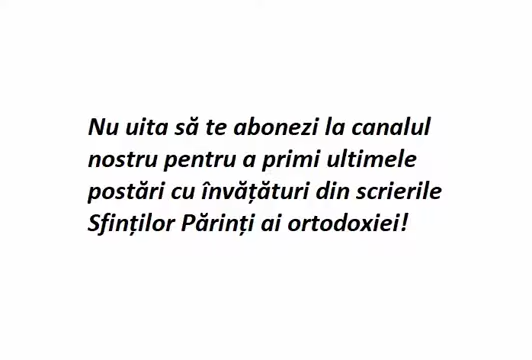 Nu uita să te abonezi la canalul
nostru pentru a primi ultimele
postări cu învățături din scrierile
Sfinților Părinți ai ortodoxiei!